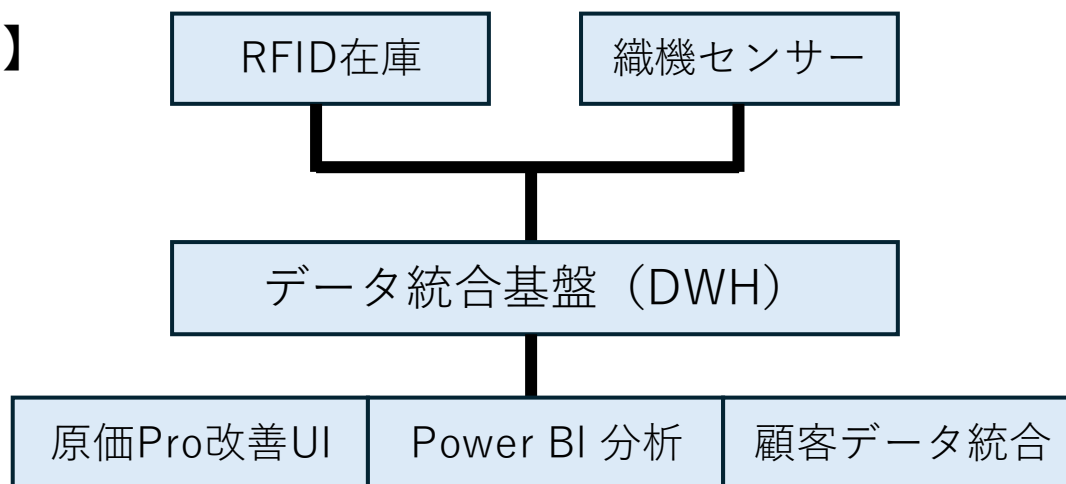 】
RFID在庫
織機センサー
データ統合基盤（DWH）
原価Pro改善UI
Power BI 分析
顧客データ統合